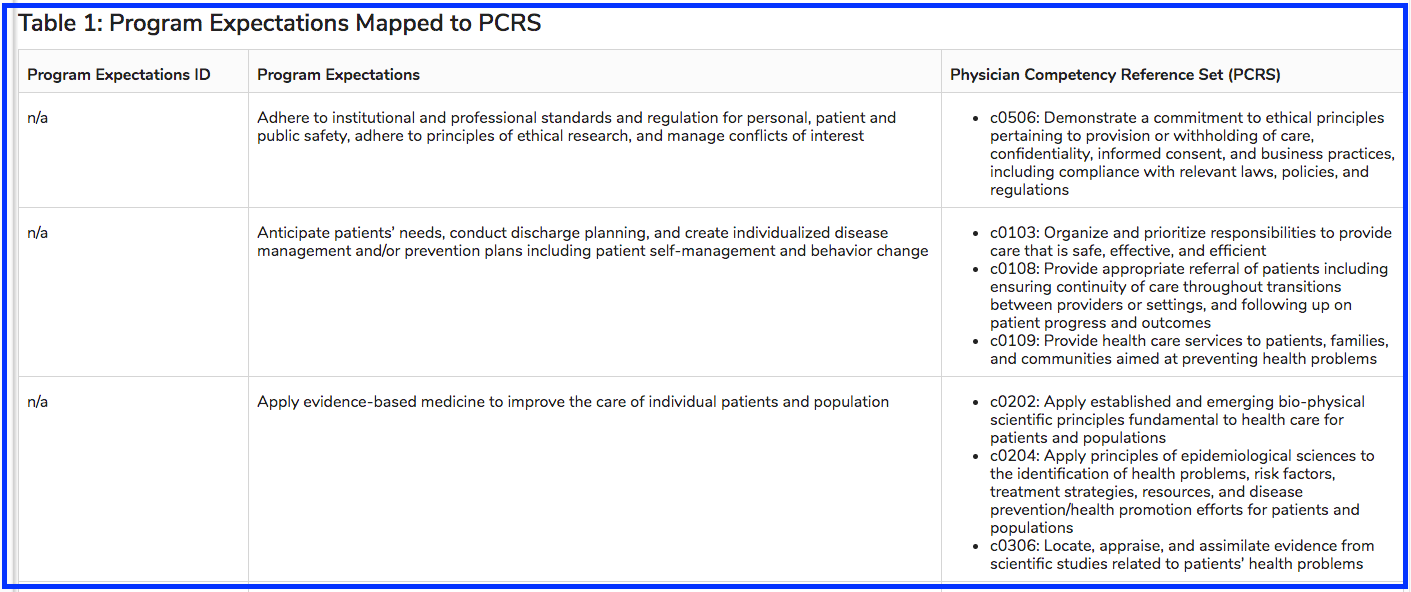 Table 1: Program Expectations Mapped to PCRS
Program Expectations ID
Program Expectations
Physician Competency Reference Set (PCRS)
n/a
Adhere to institutional and professional standards and regulation for personal, patient and
public safety, adhere to principles of ethical research, and manage conflicts of interest
• c0506: Demonstrate a commitment to ethical principles
pertaining to provision or withholding of care,
confidentiality, informed consent, and business practices,
including compliance with relevant laws, policies, and
regulations
n/a
Anticipate patients' needs, conduct discharge planning, and create individualized disease
management and/or prevention plans including patient self-management and behavior change
• c0103: Organize and prioritize responsibilities to provide
care that is safe, effective, and efficient
• c0108: Provide appropriate referral of patients including
ensuring continuity of care throughout transitions
between providers or settings, and following up on
patient progress and outcomes
• c0109: Provide health care services to patients, families,
and communities aimed at preventing health problems
n/a
Apply evidence-based medicine to improve the care of individual patients and population
• c0202: Apply established and emerging bio-physical
scientific principles fundamental to health care for
patients and populations
• c0204: Apply principles of epidemiological sciences to
the identification of health problems, risk factors,
treatment strategies, resources, and disease
prevention/health promotion efforts for patients and
populations
• c0306: Locate, appraise, and assimilate evidence from
scientific studies related to patients' health problems